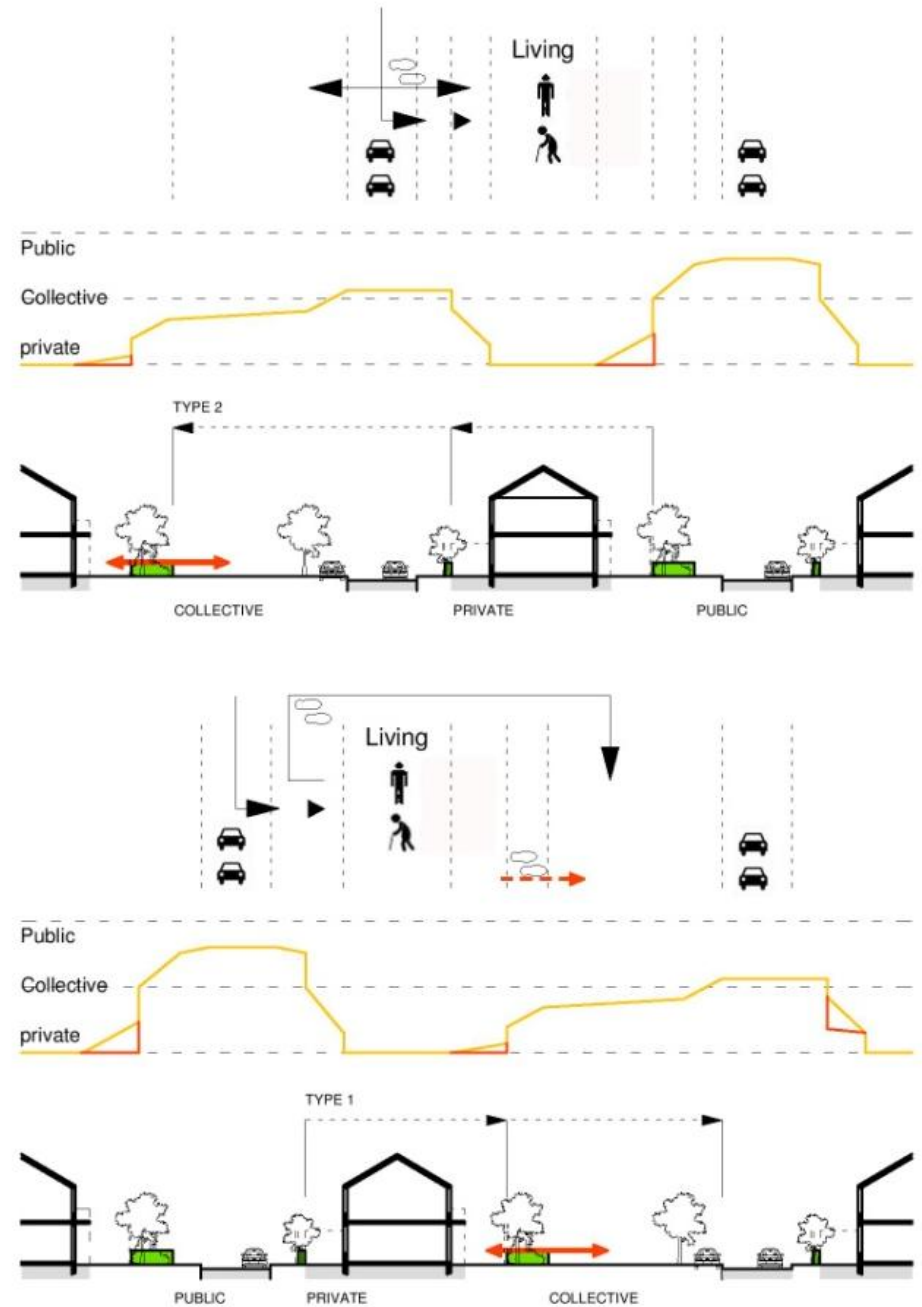 Living
Public
Collective
private
TYPE 2
COLLECTIVE PRIVATE PUBLIC
Living
Public
Collective
private
TYPE 1
PUBLIC PRIVATE COLLECTIVE